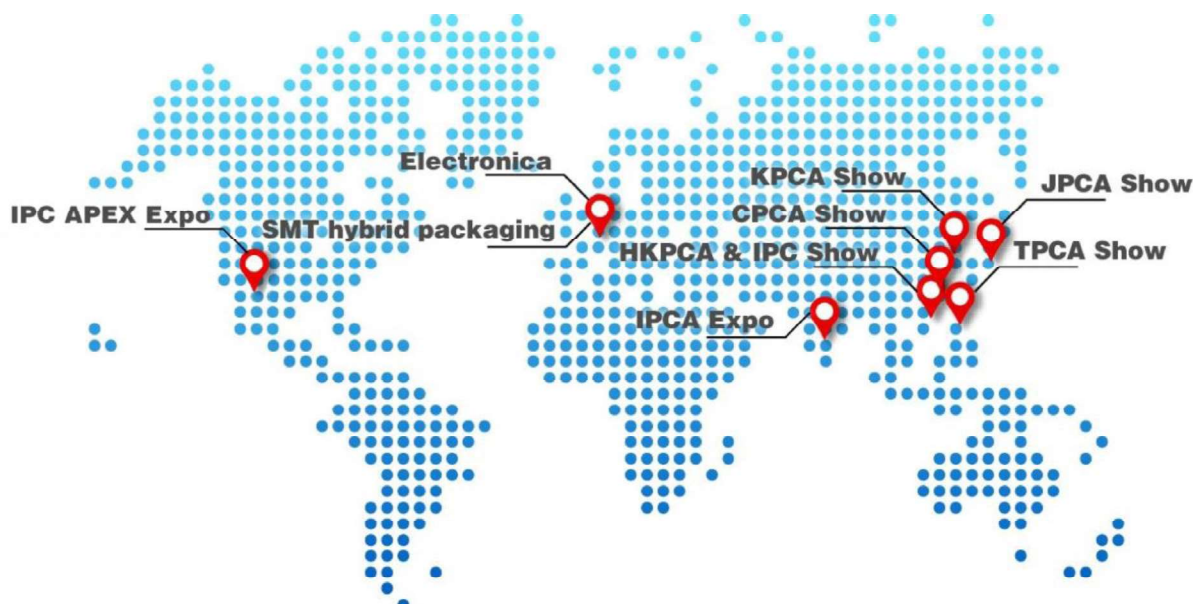 Electronica
KPCA Show
JPCA Show
IPC APEX Expo
SMT hybrid packaging
CPCA Show
HKPCA & IPC Show
TPCA Show
IPCA Expo